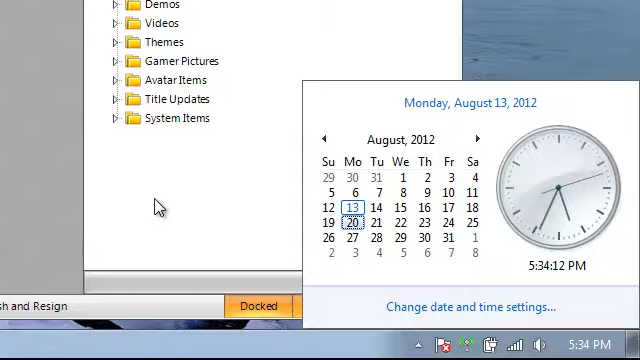 Demos
Videos
Themes
Gamer Pictures
Avatar Items
Title Updates
System Items
Monday, August 13, 2012
August, 2012
Su Mo Tu We Th Fr Sa
29 30 31 1 2 3 4
5 6 7 8 9 10 11
12 13 14 15 16 17 18
19 20 21 22 23 24 25
26 27 28 29 30 31 1
2 3 4 5 6 7 8
5:34:12 PM
Change date and time settings...
sh and Resign
Docked
5:34 PM